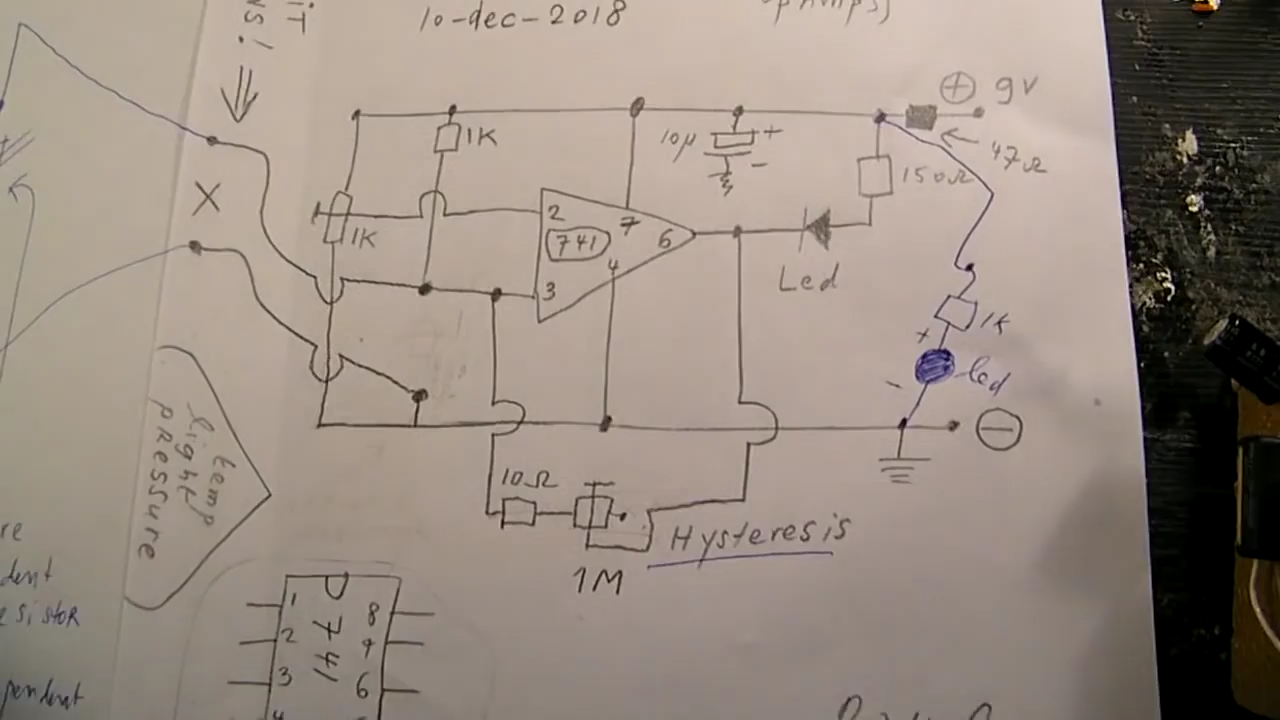 10-dec-2018
⊕ 9V
1K
10µ
+
-
47Ω
150Ω
X
2
7
741
6
4
3
1K
Led
1K
+
-
led
⊖
temp
light
pressure
10Ω
Hysteresis
1M
1
2
3
741
8
7
6